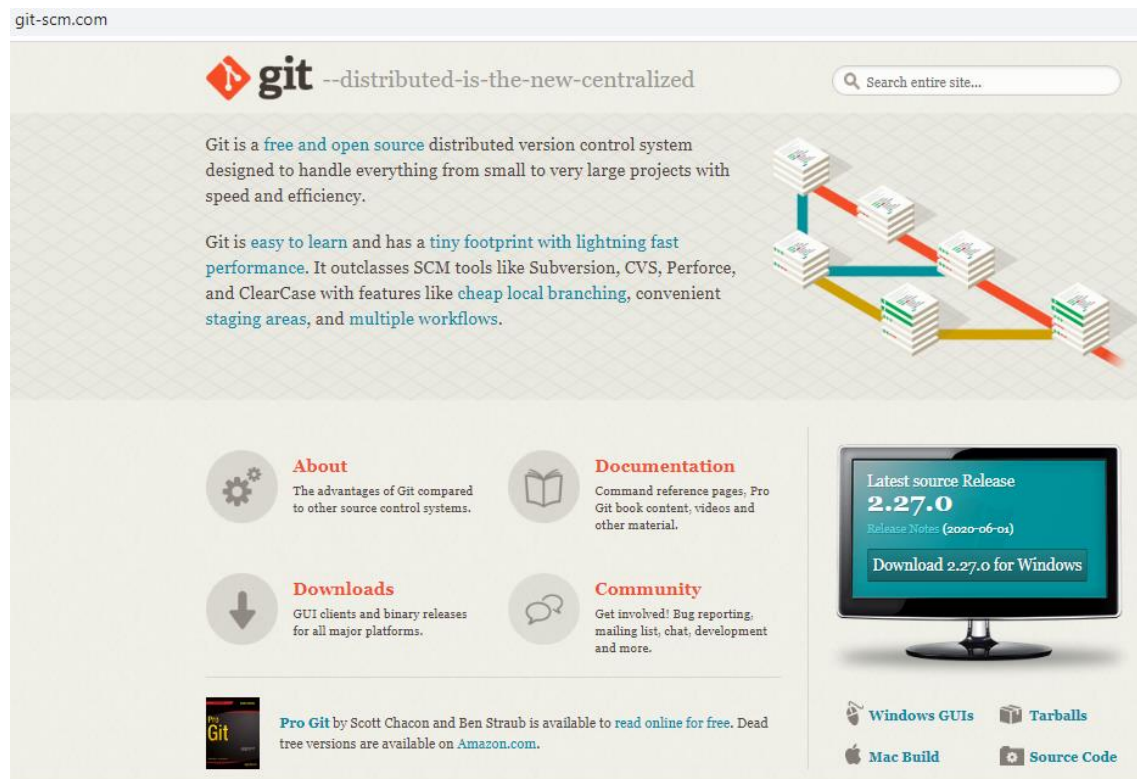 git-scm.com
git --distributed-is-the-new-centralized
Search entire site...
Git is a free and open source distributed version control system
designed to handle everything from small to very large projects with
speed and efficiency.
Git is easy to learn and has a tiny footprint with lightning fast
performance. It outclasses SCM tools like Subversion, CVS, Perforce,
and ClearCase with features like cheap local branching, convenient
staging areas, and multiple workflows.
About
The advantages of Git compared
to other source control systems.
Documentation
Command reference pages, Pro
Git book content, videos and
other material.
Downloads
GUI clients and binary releases
for all major platforms.
Community
Get involved! Bug reporting,
mailing list, chat, development
and more.
Pro
Git
Pro Git by Scott Chacon and Ben Straub is available to read online for free. Dead
tree versions are available on Amazon.com.
Latest source Release
2.27.0
Release Notes (2020-06-01)
Download 2.27.0 for Windows
Windows GUIs
Tarballs
Mac Build
Source Code